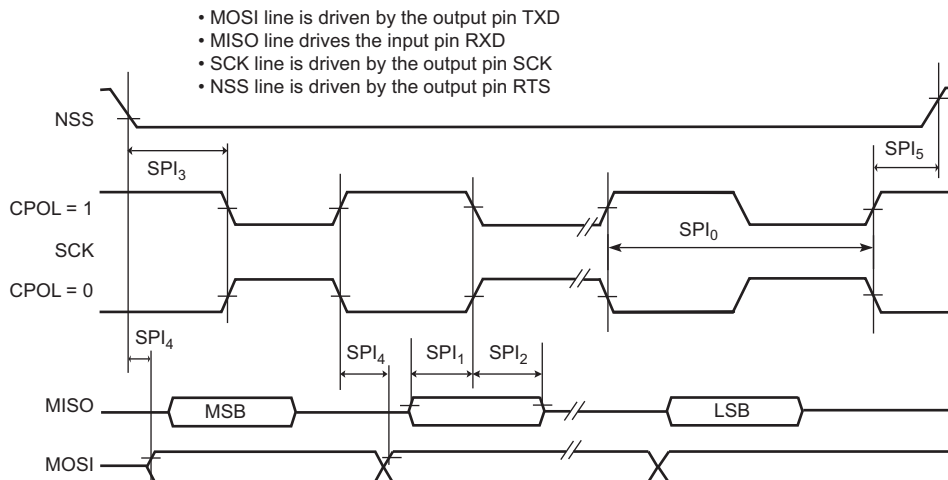 • MOSI line is driven by the output pin TXD
• MISO line drives the input pin RXD
• SCK line is driven by the output pin SCK
• NSS line is driven by the output pin RTS
NSS
SPI3
SPI5
CPOL = 1
SCK
SPI0
CPOL = 0
SPI4
SPI4
SPI1
SPI2
MISO
MSB
LSB
MOSI